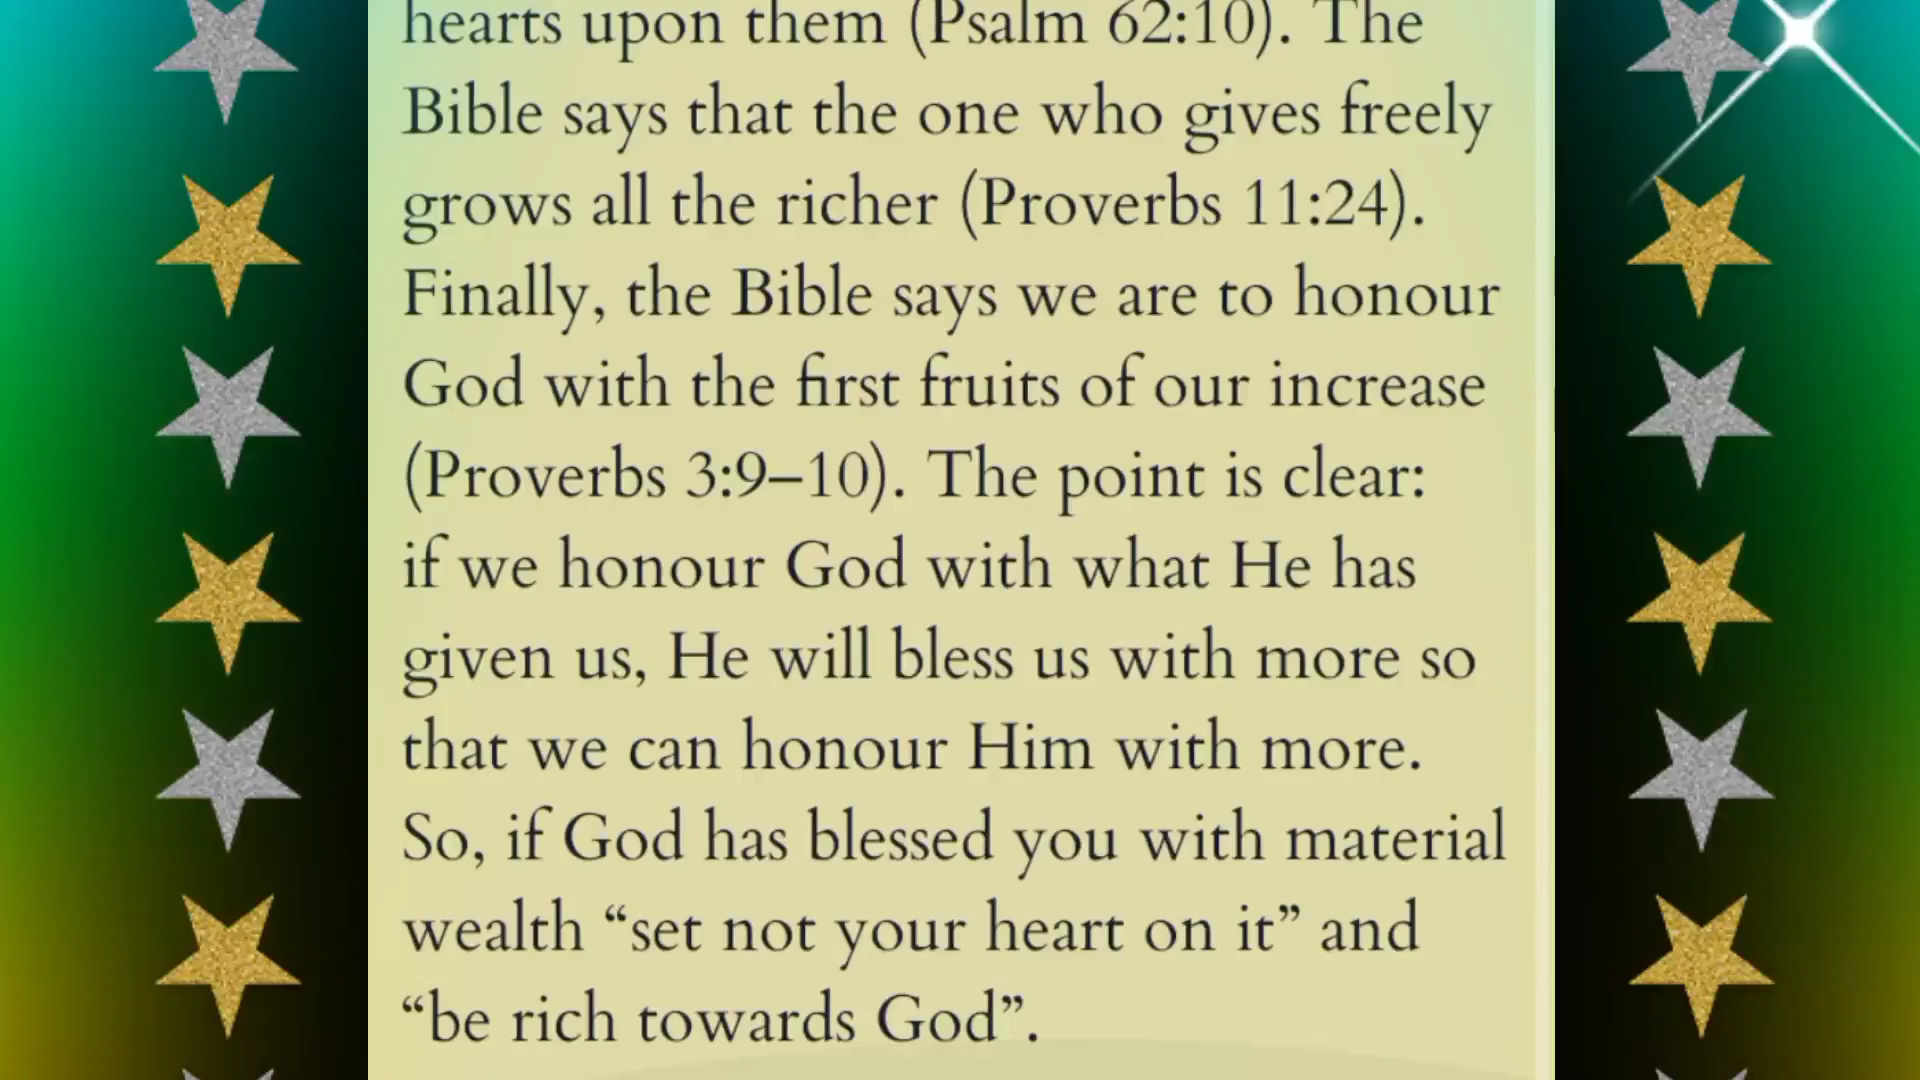 hearts upon them (Psalm 62:10). The
Bible says that the one who gives freely
grows all the richer (Proverbs 11:24).
Finally, the Bible says we are to honour
God with the first fruits of our increase
(Proverbs 3:9–10). The point is clear:
if we honour God with what He has
given us, He will bless us with more so
that we can honour Him with more.
So, if God has blessed you with material
wealth “set not your heart on it” and
“be rich towards God”.